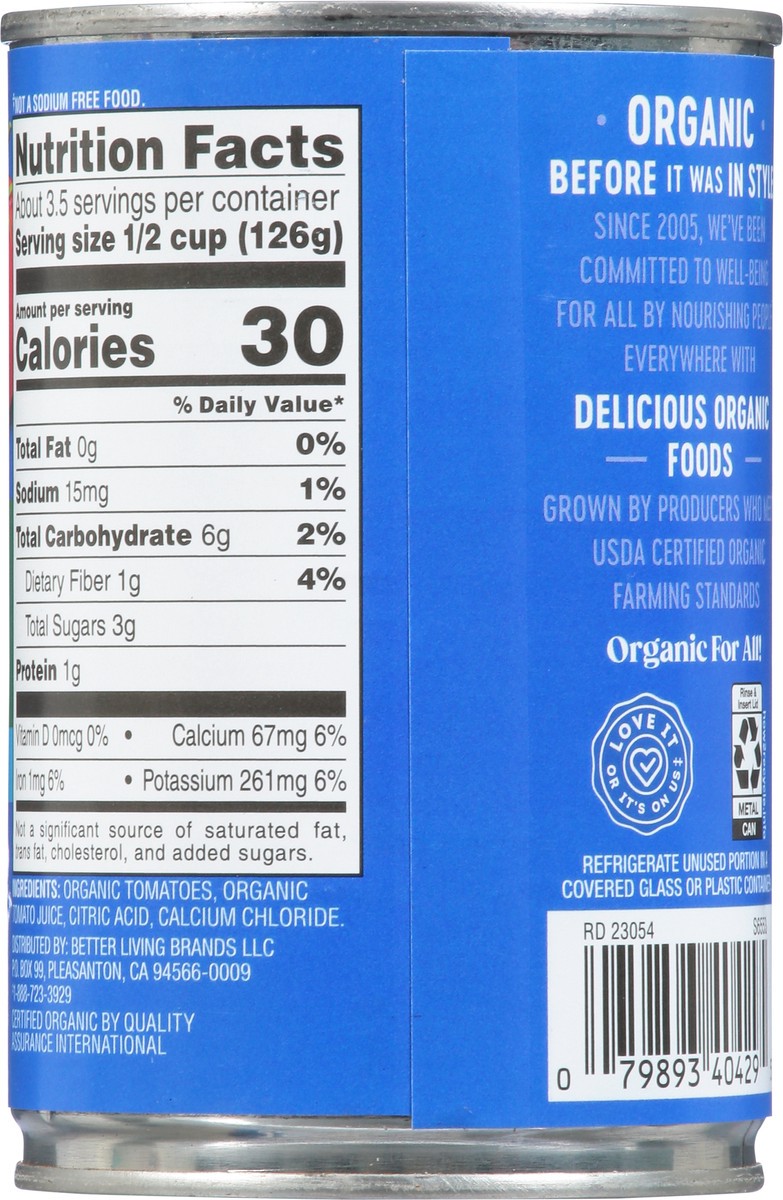 NOT A SODIUM FREE FOOD.
Nutrition Facts
About 3.5 servings per container
Serving size 1/2 cup (126g)
Amount per serving
Calories 30
% Daily Value*
Total Fat 0g 0%
Sodium 15mg 1%
Total Carbohydrate 6g 2%
Dietary Fiber 1g 4%
Total Sugars 3g
Protein 1g
Vitamin D 0mcg 0% • Calcium 67mg 6%
Iron 1mg 6% • Potassium 261mg 6%
Not a significant source of saturated fat,
trans fat, cholesterol, and added sugars.
INGREDIENTS: ORGANIC TOMATOES, ORGANIC
TOMATO JUICE, CITRIC ACID, CALCIUM CHLORIDE.
DISTRIBUTED BY: BETTER LIVING BRANDS LLC
P.O. BOX 99, PLEASANTON, CA 94566-0009
1-888-723-3929
CERTIFIED ORGANIC BY QUALITY
ASSURANCE INTERNATIONAL
• ORGANIC •
BEFORE IT WAS IN STYLE
SINCE 2005, WE'VE BEEN
COMMITTED TO WELL-BEING
FOR ALL BY NOURISHING PEOPLE
EVERYWHERE WITH
DELICIOUS ORGANIC
FOODS
GROWN BY PRODUCERS WHO
USDA CERTIFIED ORGANIC
FARMING STANDARDS
Organic For All!
LOVE IT
OR IT'S ON US‡
Rinse &
Insert Lid
METAL
CAN
REFRIGERATE UNUSED PORTION IN A
COVERED GLASS OR PLASTIC CONTAINER
RD 23054
0 79893 40429